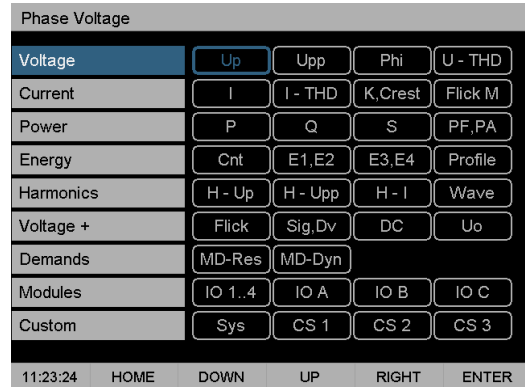 Phase Voltage
Voltage Up Upp Phi U - THD
Current I I - THD K,Crest Flick M
Power P Q S PF,PA
Energy Cnt E1,E2 E3,E4 Profile
Harmonics H - Up H - Upp H - I Wave
Voltage + Flick Sig,Dv DC Uo
Demands MD-Res MD-Dyn
Modules IO 1..4 IO A IO B IO C
Custom Sys CS 1 CS 2 CS 3
11:23:24 HOME DOWN UP RIGHT ENTER